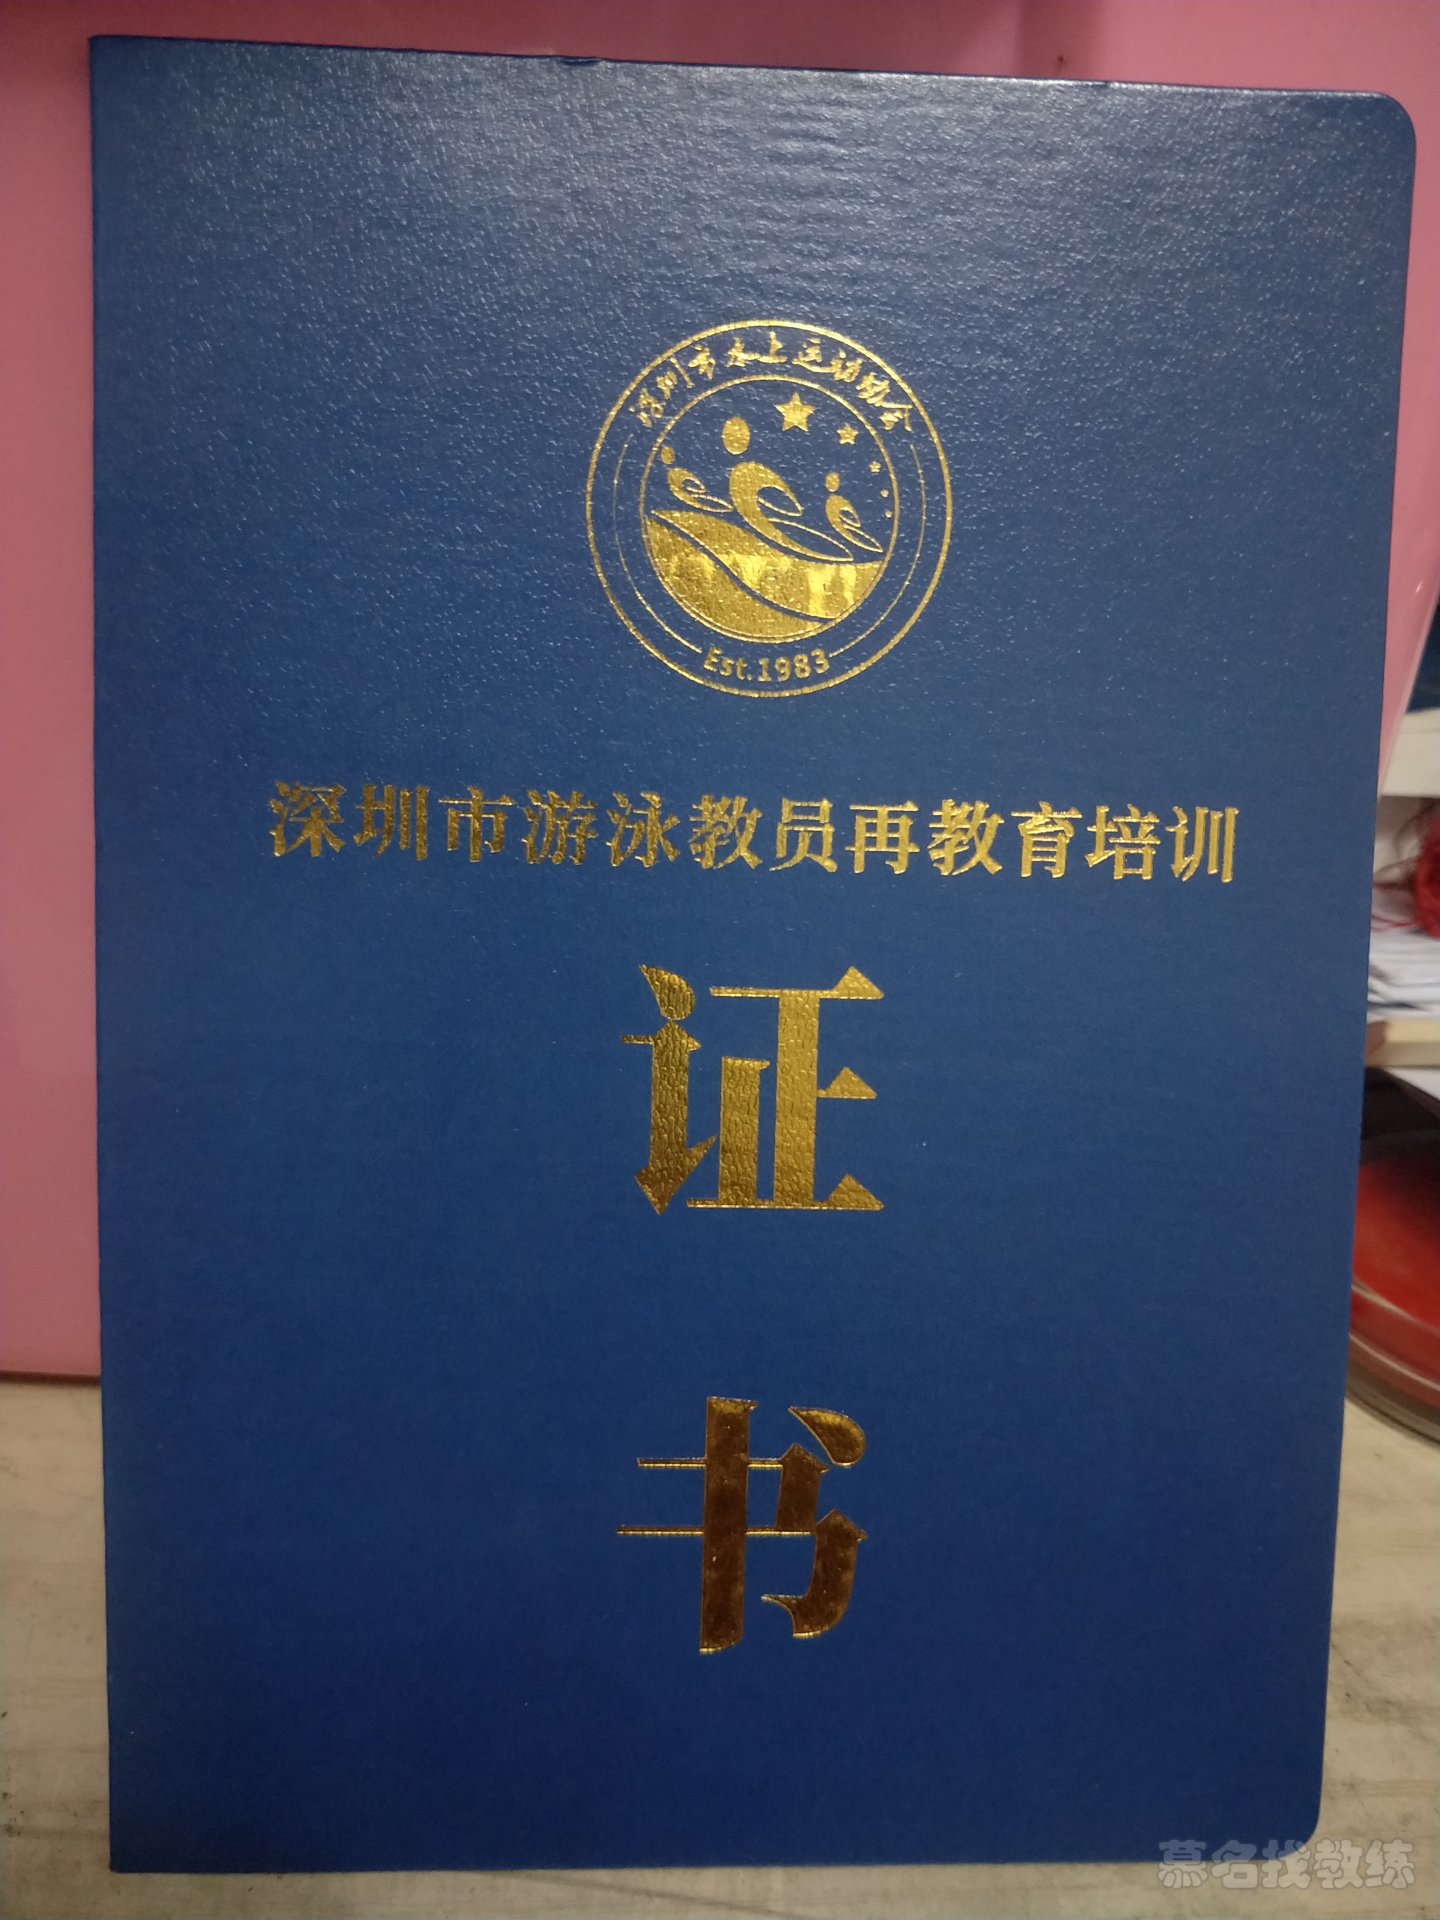 深圳市水上运动协会
Est.1983
深圳市游泳教员再教育培训
证
书
慕名找教练